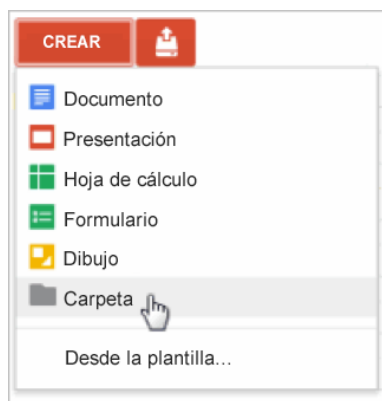 CREAR
Documento
Presentación
Hoja de cálculo
Formulario
Dibujo
Carpeta
Desde la plantilla...